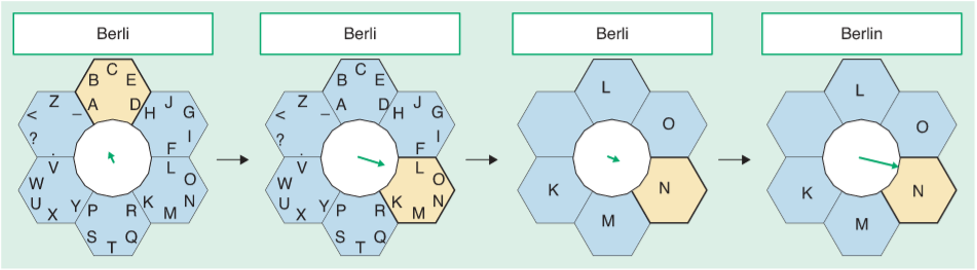 Berli
B C E
A D
Z
< –
?
.
H J G
I
F
V
W
U X Y
L
O
K M N
P R
S T Q
Berli
B C E
A D
Z
< –
?
.
H J G
I
F
V
W
U X Y
L
O
K M N
P R
S T Q
Berli
L
O
K
N
M
Berlin
L
O
K
N
M